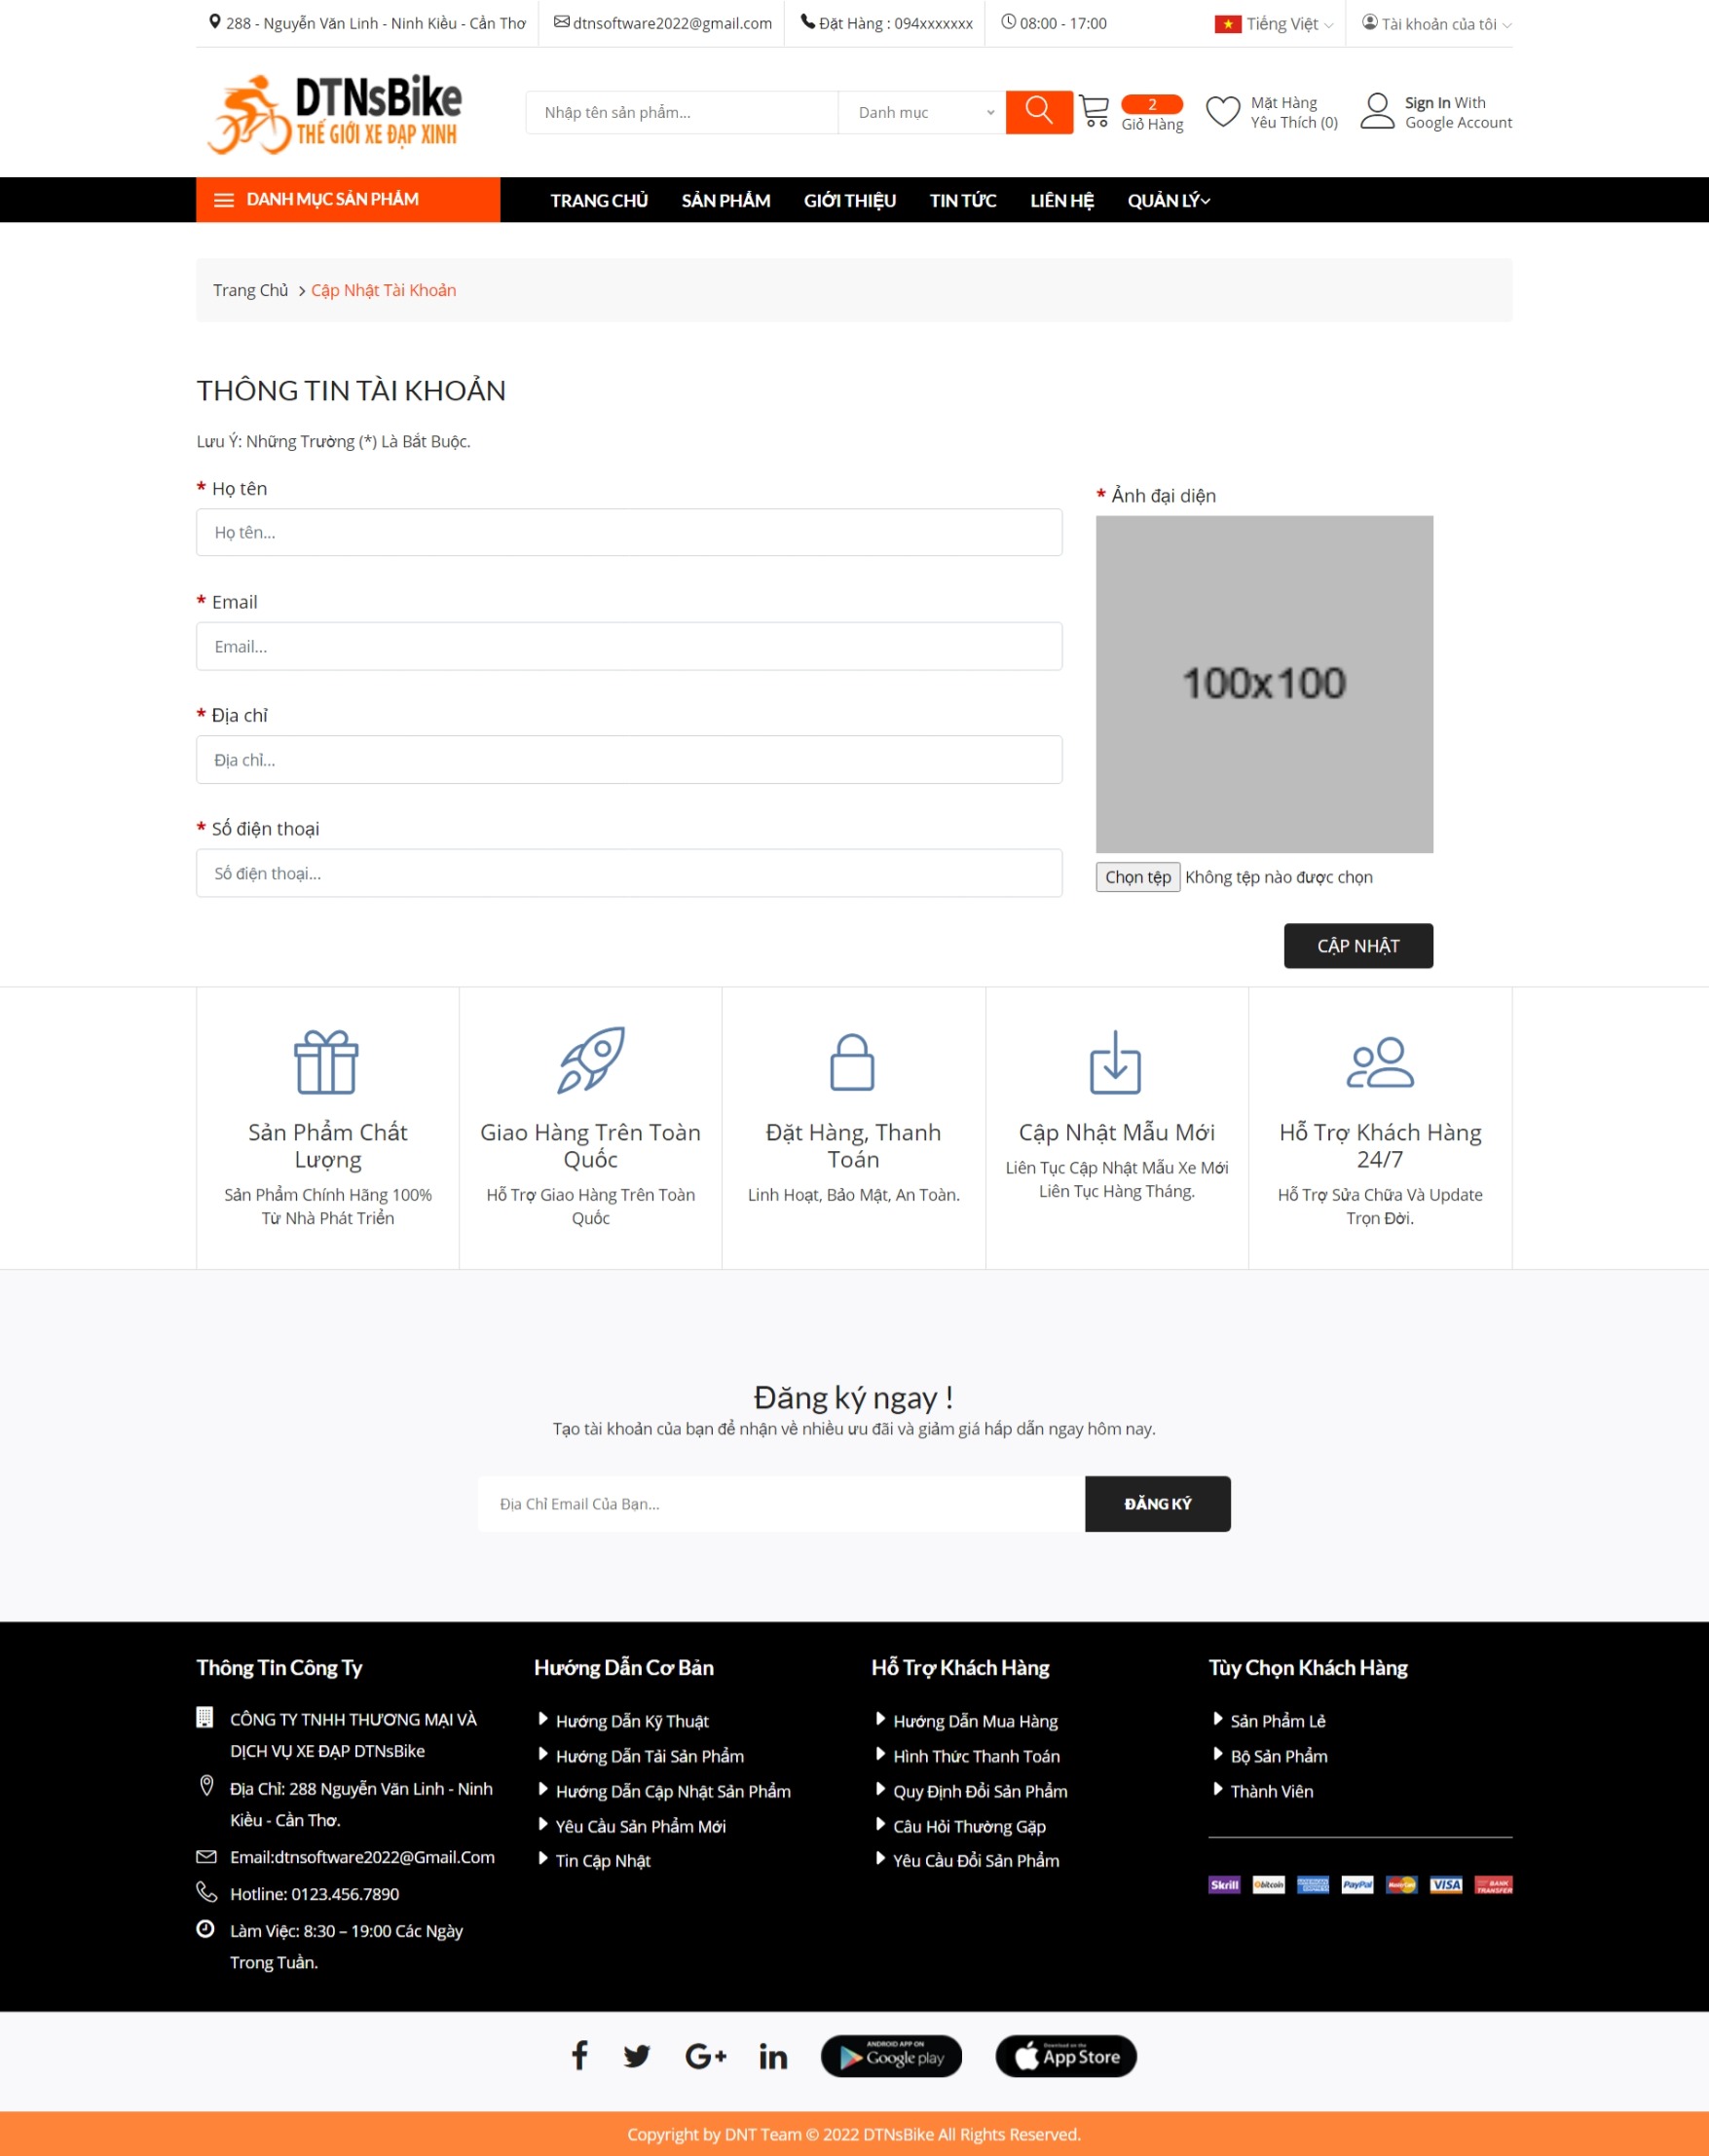 288 - Nguyễn Văn Linh - Ninh Kiều - Cần Thơ
dtnsoftware2022@gmail.com
Đặt Hàng : 094xxxxxxx
08:00 - 17:00
Tiếng Việt
Tài khoản của tôi
DTNsBike
THẾ GIỚI XE ĐẠP XINH
Nhập tên sản phẩm...
Danh mục
2
Giỏ Hàng
Mặt Hàng
Yêu Thích (0)
Sign In With
Google Account
DANH MỤC SẢN PHẨM
TRANG CHỦ
SẢN PHẨM
GIỚI THIỆU
TIN TỨC
LIÊN HỆ
QUẢN LÝ
Trang Chủ > Cập Nhật Tài Khoản
THÔNG TIN TÀI KHOẢN
Lưu Ý: Những Trường (*) Là Bắt Buộc.
* Họ tên
Họ tên...
* Email
Email...
* Địa chỉ
Địa chỉ...
* Số điện thoại
Số điện thoại...
* Ảnh đại diện
100x100
Chọn tệp Không tệp nào được chọn
CẬP NHẬT
Sản Phẩm Chất
Lượng
Sản Phẩm Chính Hãng 100%
Từ Nhà Phát Triển
Giao Hàng Trên Toàn
Quốc
Hỗ Trợ Giao Hàng Trên Toàn
Quốc
Đặt Hàng, Thanh
Toán
Linh Hoạt, Bảo Mật, An Toàn.
Cập Nhật Mẫu Mới
Liên Tục Cập Nhật Mẫu Xe Mới
Liên Tục Hàng Tháng.
Hỗ Trợ Khách Hàng
24/7
Hỗ Trợ Sửa Chữa Và Update
Trọn Đời.
Đăng ký ngay !
Tạo tài khoản của bạn để nhận về nhiều ưu đãi và giảm giá hấp dẫn ngay hôm nay.
Địa Chỉ Email Của Bạn...
ĐĂNG KÝ
Thông Tin Công Ty
CÔNG TY TNHH THƯƠNG MẠI VÀ
DỊCH VỤ XE ĐẠP DTNsBike
Địa Chỉ: 288 Nguyễn Văn Linh - Ninh
Kiều - Cần Thơ.
Email:dtnsoftware2022@Gmail.Com
Hotline: 0123.456.7890
Làm Việc: 8:30 – 19:00 Các Ngày
Trong Tuần.
Hướng Dẫn Cơ Bản
Hướng Dẫn Kỹ Thuật
Hướng Dẫn Tải Sản Phẩm
Hướng Dẫn Cập Nhật Sản Phẩm
Yêu Cầu Sản Phẩm Mới
Tin Cập Nhật
Hỗ Trợ Khách Hàng
Hướng Dẫn Mua Hàng
Hình Thức Thanh Toán
Quy Định Đổi Sản Phẩm
Câu Hỏi Thường Gặp
Yêu Cầu Đổi Sản Phẩm
Tùy Chọn Khách Hàng
Sản Phẩm Lẻ
Bộ Sản Phẩm
Thành Viên
Skrill
bitcoin
PayPal
MasterCard
VISA
BANK
TRANSFER
ANDROID APP ON
Google play
Download on the
App Store
Copyright by DNT Team © 2022 DTNsBike All Rights Reserved.